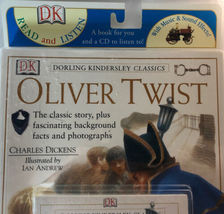 DK
READ and LISTEN
A book for you
and a CD to listen to!
With Music & Sound Effects!
DK
DORLING KINDERSLEY CLASSICS
OLIVER TWIST
The classic story, plus
fascinating background
facts and photographs
CHARLES DICKENS
Illustrated by
IAN ANDREW
DK